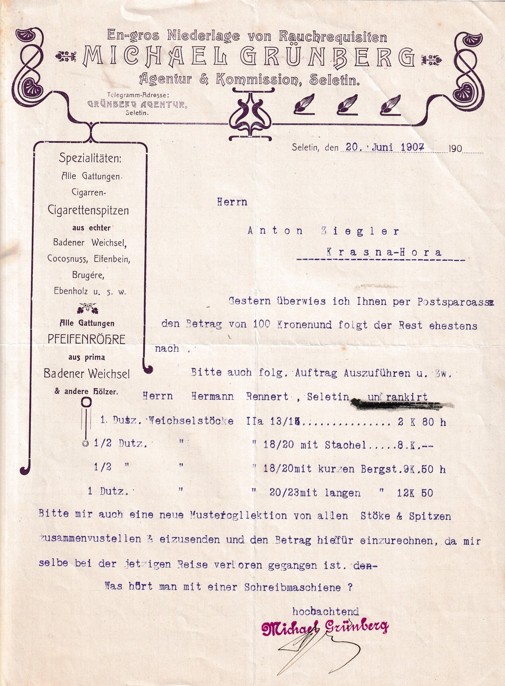 En-gros Niederlage von Rauchrequisiten
MICHAEL GRÜNBERG
Agentur & Kommission, Seletin.
Telegramm-Adresse:
GRÜNBERG AGENTUR,
Seletin.
Seletin, den 20. Juni 1907 190
Spezialitäten:
Alle Gattungen
Cigarren-
Cigarettenspitzen
aus echter
Badener Weichsel,
Cocosnuss, Elfenbein,
Brugére,
Ebenholz u. s. w.
Alle Gattungen
PFEIFENRÖHRE
aus prima
Badener Weichsel
& andere Hölzer.
Herrn
Anton Ziegler
Krasna-Hora
Gestern überwies ich Ihnen per Postsparcassa
den Betrag von 100 Kronenund folgt der Rest ehestens
nach .
Bitte auch folg. Auftrag Auszuführen u. zw.
Herrn Hermann Rennert , Seletin unfrankirt
1 Dutz. Weichselstöcke IIa 13/15............ 2 K 80 h
1/2 Dutz. " " 18/20 mit Stachel.....8.K.--
1/2 " " " 18/20mit kurzen Bergst.9K.50 h
1 Dutz. " " 20/23mit langen " 12K 50
Bitte mir auch eine neue Mustercgllektion von allen Stöke & Spitzen
zusammenvustellen & eizusenden und den Betrag hiefür einzurechnen, da mir
selbe bei der jetzigen Reise verloren gegangen ist. den
Was hört man mit einer Schreibmaschiene ?
hochachtend
Michael Grünberg